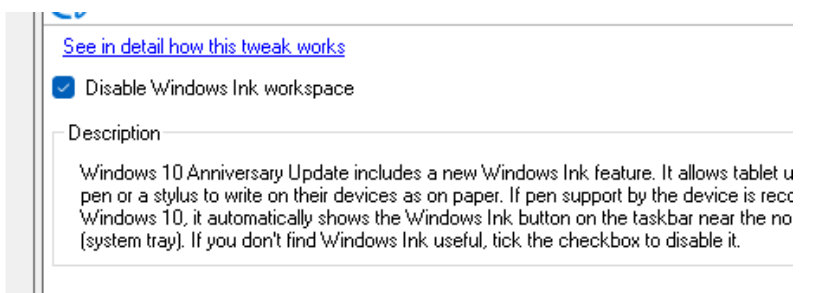 See in detail how this tweak works
Disable Windows Ink workspace
Description
Windows 10 Anniversary Update includes a new Windows Ink feature. It allows tablet u
pen or a stylus to write on their devices as on paper. If pen support by the device is reco
Windows 10, it automatically shows the Windows Ink button on the taskbar near the no
(system tray). If you don't find Windows Ink useful, tick the checkbox to disable it.